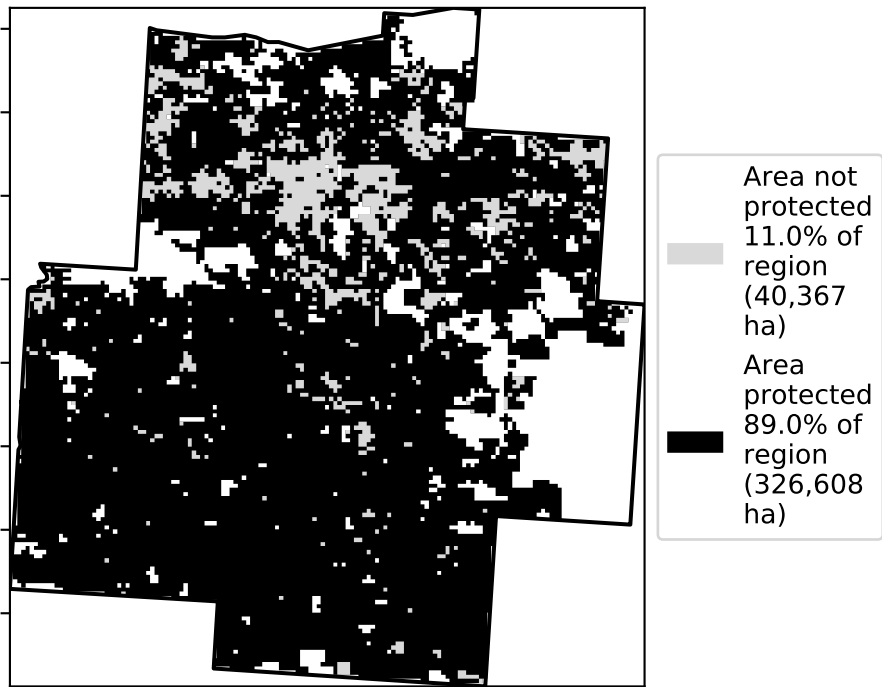 Area not
protected
11.0% of
region
(40,367
ha)
Area
protected
89.0% of
region
(326,608
ha)